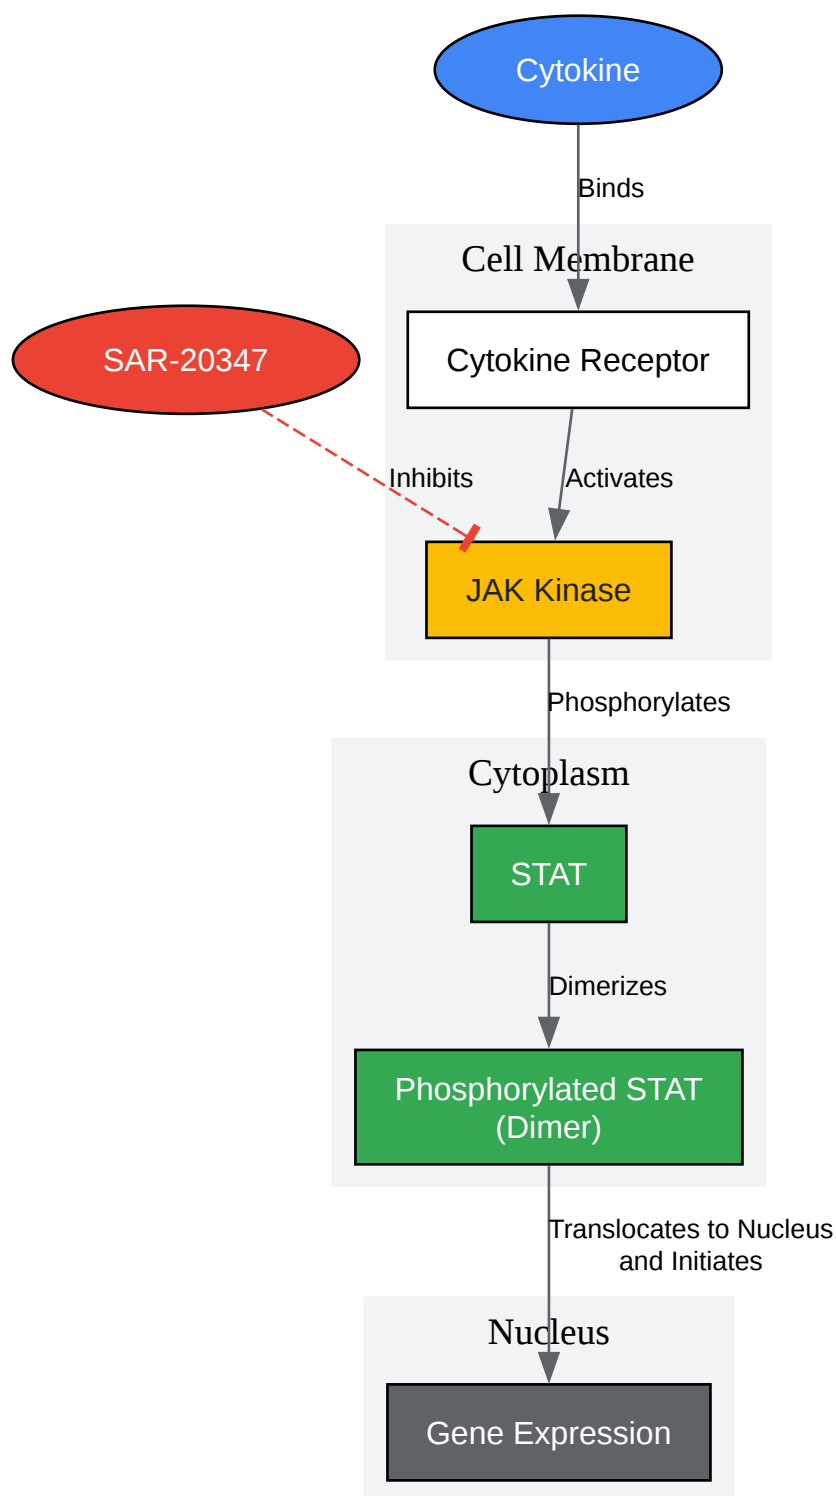 Cytokine
Binds
Cell Membrane
SAR-20347
Cytokine Receptor
Inhibits
Activates
JAK Kinase
Phosphorylates
Cytoplasm
STAT
Dimerizes
Phosphorylated STAT
(Dimer)
Translocates to Nucleus
and Initiates
Nucleus
Gene Expression